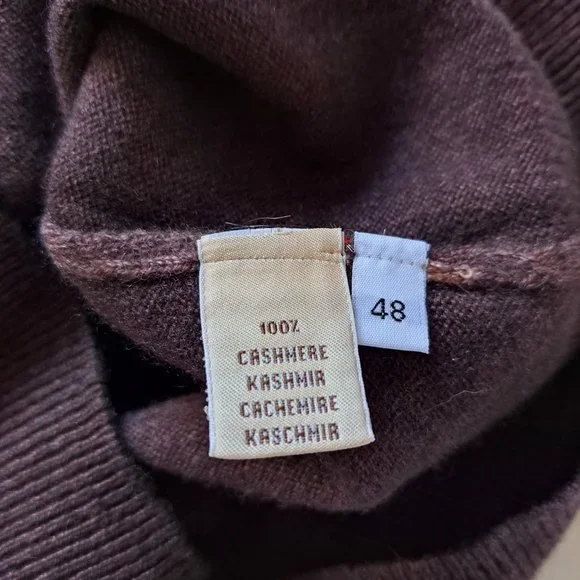 100%
CASHMERE
KASHMIR
CACHEMIRE
KASCHMIR
48